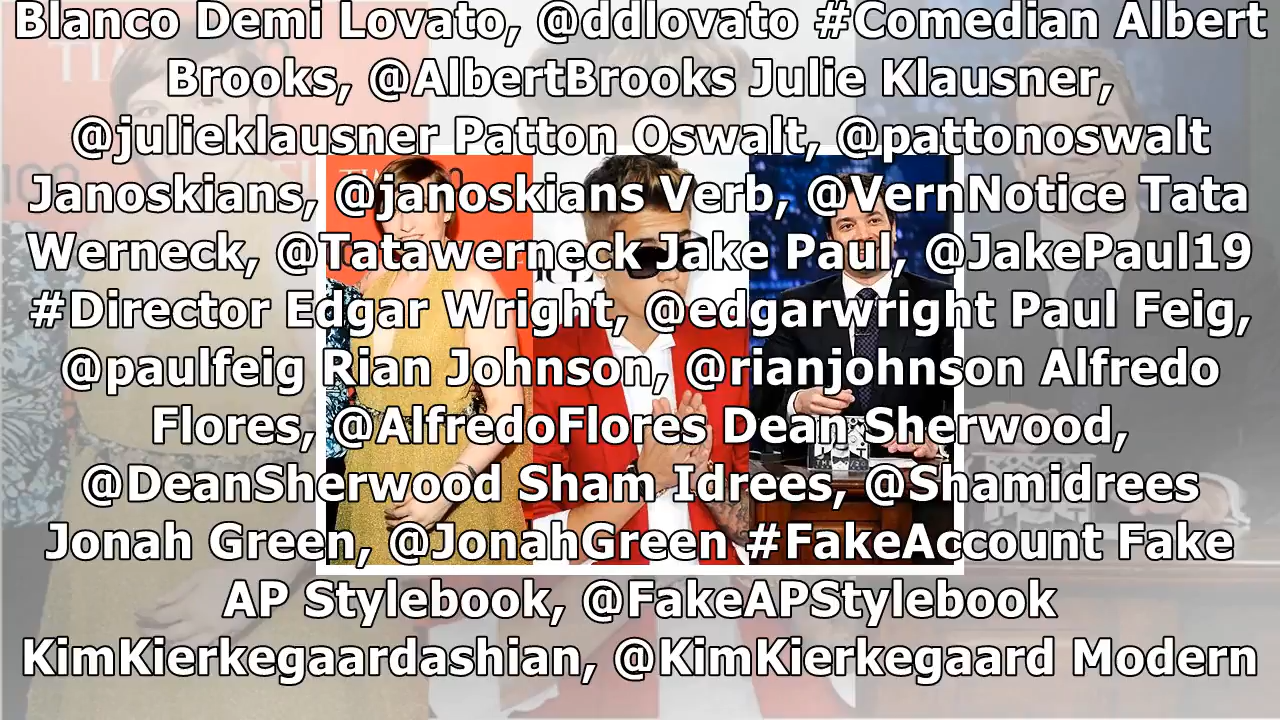 Blanco Demi Lovato, @ddlovato #Comedian Albert
Brooks, @AlbertBrooks Julie Klausner,
@julieklausner Patton Oswalt, @pattonoswalt
Janoskians, @janoskians Verb, @VernNotice Tata
Werneck, @Tatawerneck Jake Paul, @JakePaul19
#Director Edgar Wright, @edgarwright Paul Feig,
@paulfeig Rian Johnson, @rianjohnson Alfredo
Flores, @AlfredoFlores Dean Sherwood,
@DeanSherwood Sham Idrees, @Shamidrees
Jonah Green, @JonahGreen #FakeAccount Fake
AP Stylebook, @FakeAPStylebook
KimKierkegaardashian, @KimKierkegaard Modern